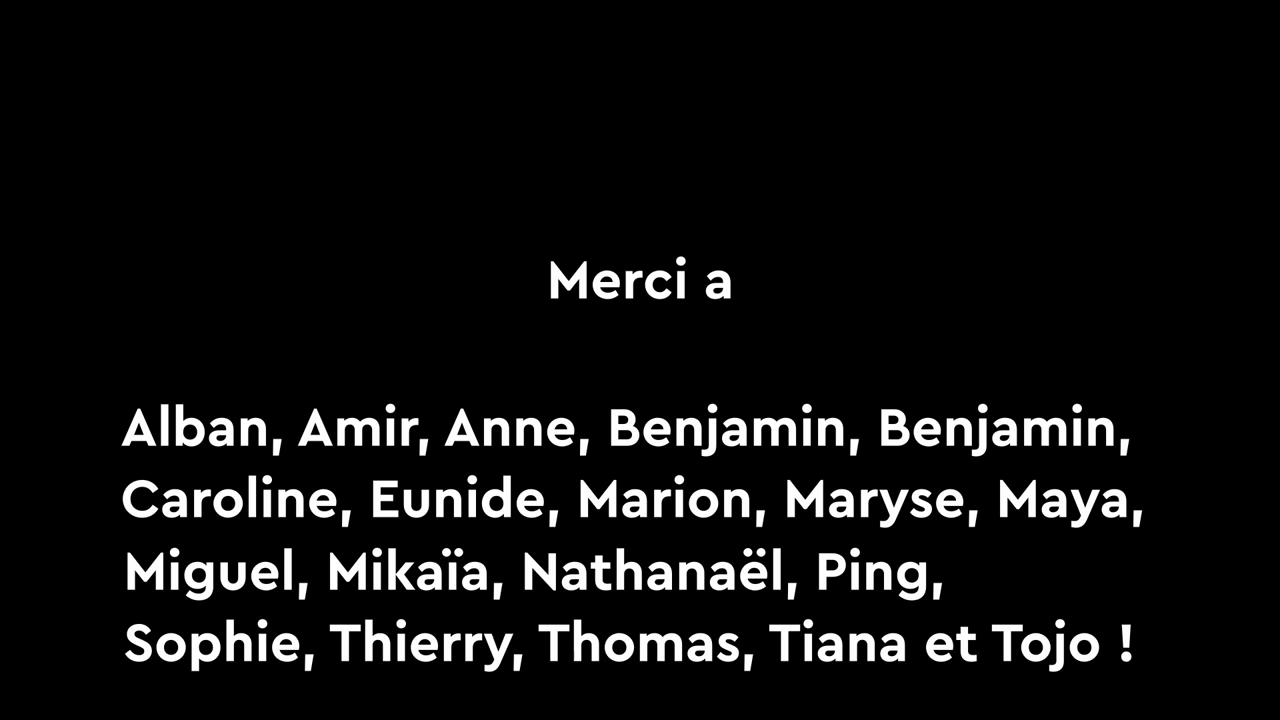 Merci a
Alban, Amir, Anne, Benjamin, Benjamin,
Caroline, Eunide, Marion, Maryse, Maya,
Miguel, Mikaïa, Nathanaël, Ping,
Sophie, Thierry, Thomas, Tiana et Tojo !